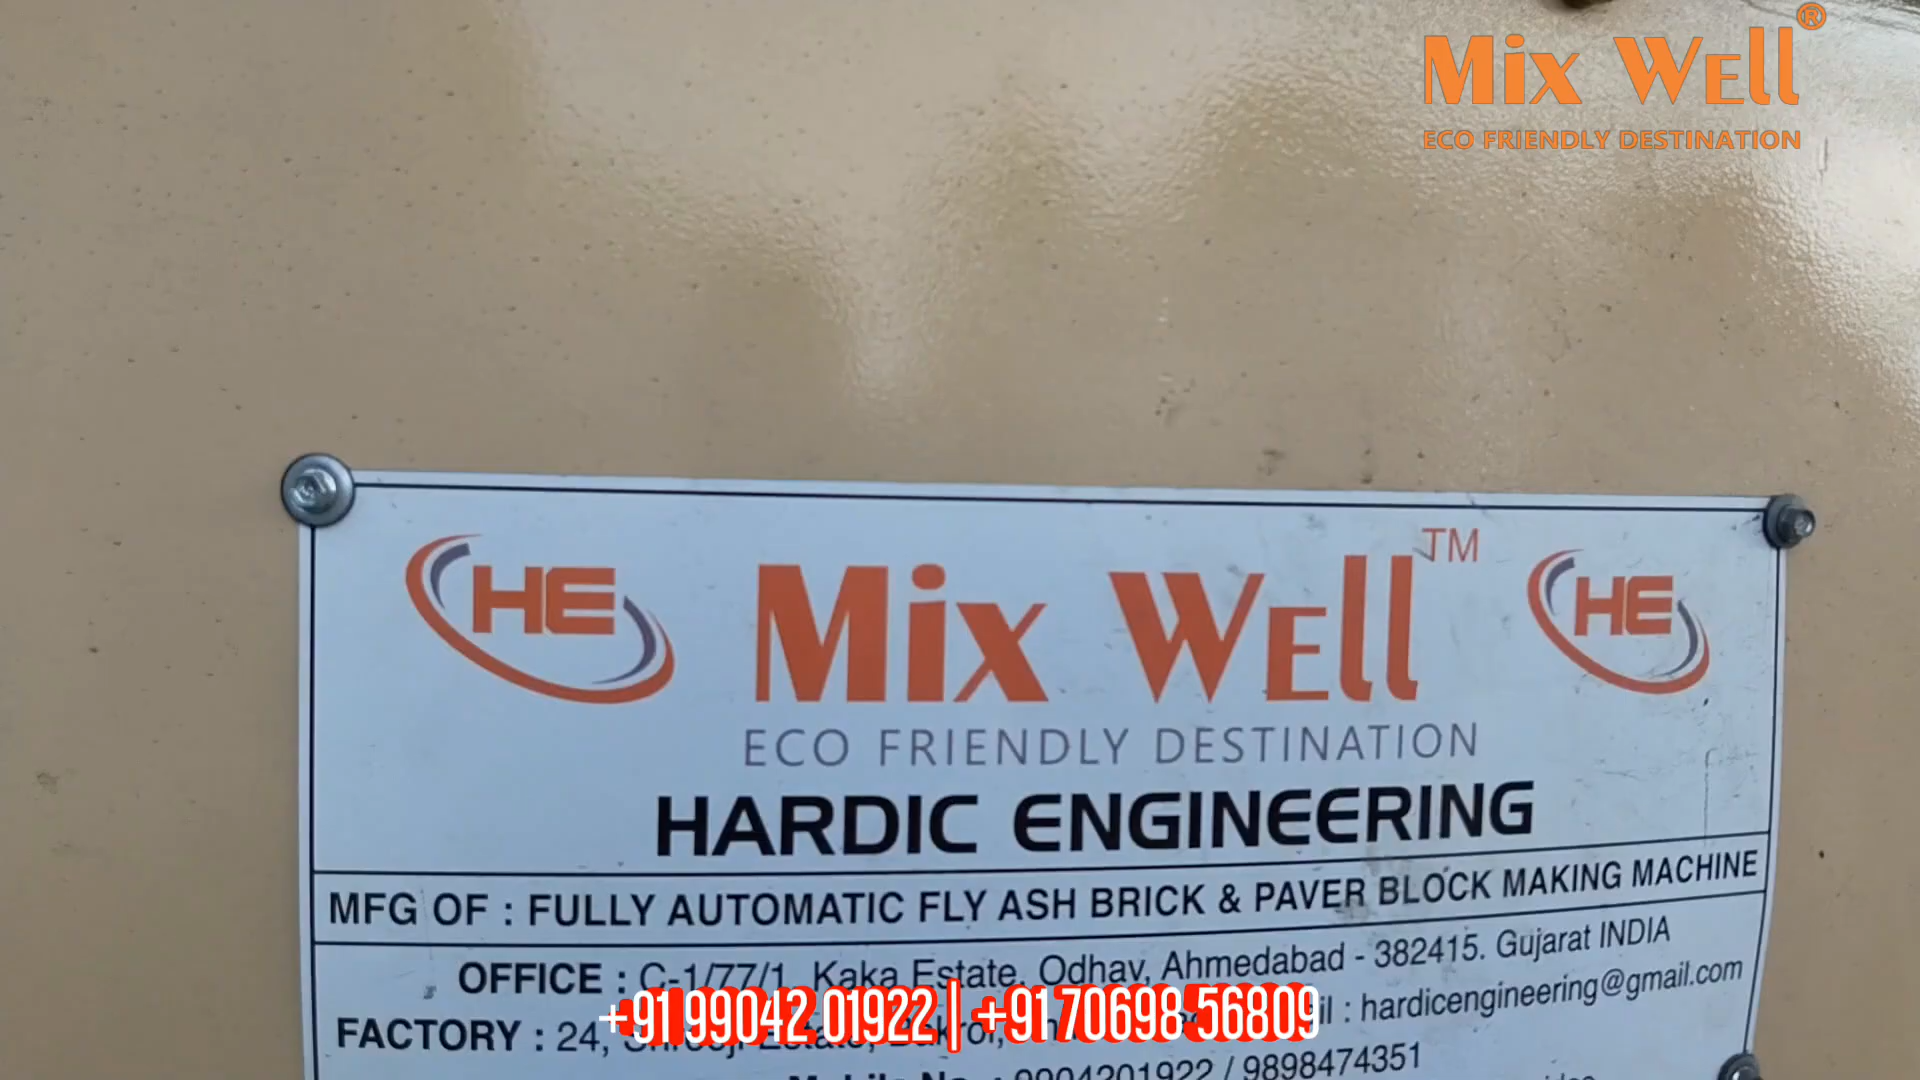 Mix Well®
ECO FRIENDLY DESTINATION
HE Mix Well™ HE
ECO FRIENDLY DESTINATION
HARDIC ENGINEERING
MFG OF : FULLY AUTOMATIC FLY ASH BRICK & PAVER BLOCK MAKING MACHINE
OFFICE : C-1/77/1, Kaka Estate, Odhav, Ahmedabad - 382415. Gujarat INDIA
FACTORY : 24, : hardicengineering@gmail.com
+91 99042 01922 | +91 70698 56809
: 9904201922 / 9898474351